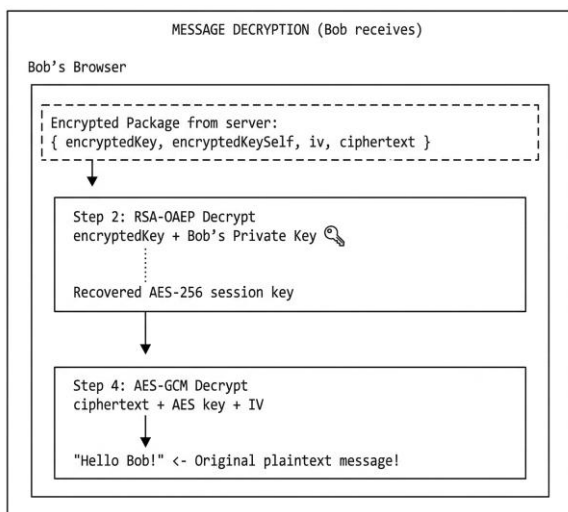 MESSAGE DECRYPTION (Bob receives)
Bob's Browser
Encrypted Package from server:
{ encryptedKey, encryptedKeySelf, iv, ciphertext }
Step 2: RSA-OAEP Decrypt
encryptedKey + Bob's Private Key
Recovered AES-256 session key
Step 4: AES-GCM Decrypt
ciphertext + AES key + IV
"Hello Bob!" <- Original plaintext message!